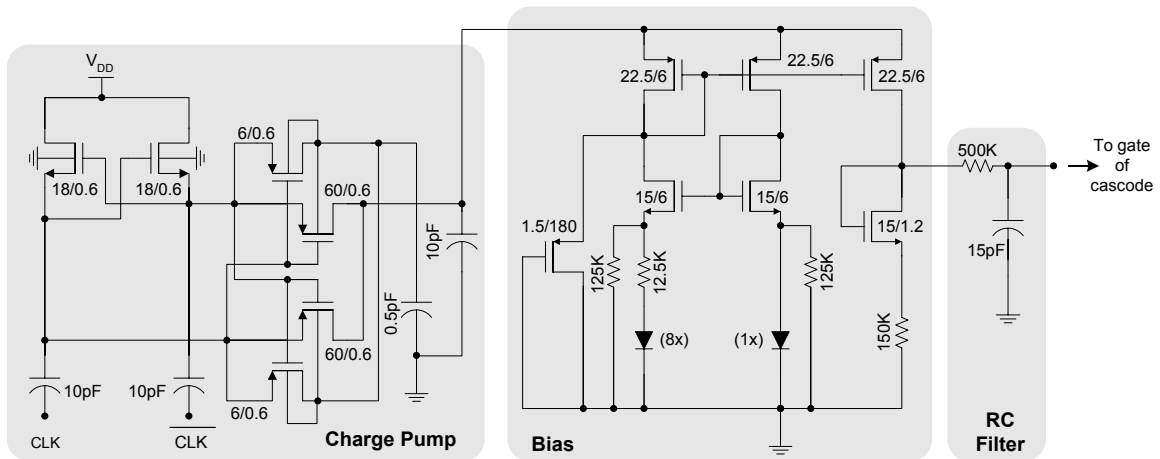 V_DD
18/0.6
18/0.6
6/0.6
60/0.6
60/0.6
6/0.6
10pF
0.5pF
10pF
10pF
CLK
CLK
Charge Pump
22.5/6
22.5/6
22.5/6
15/6
15/6
1.5/180
125K
12.5K
125K
(8x)
(1x)
15/1.2
150K
Bias
500K
15pF
RC
Filter
To gate
of
cascode